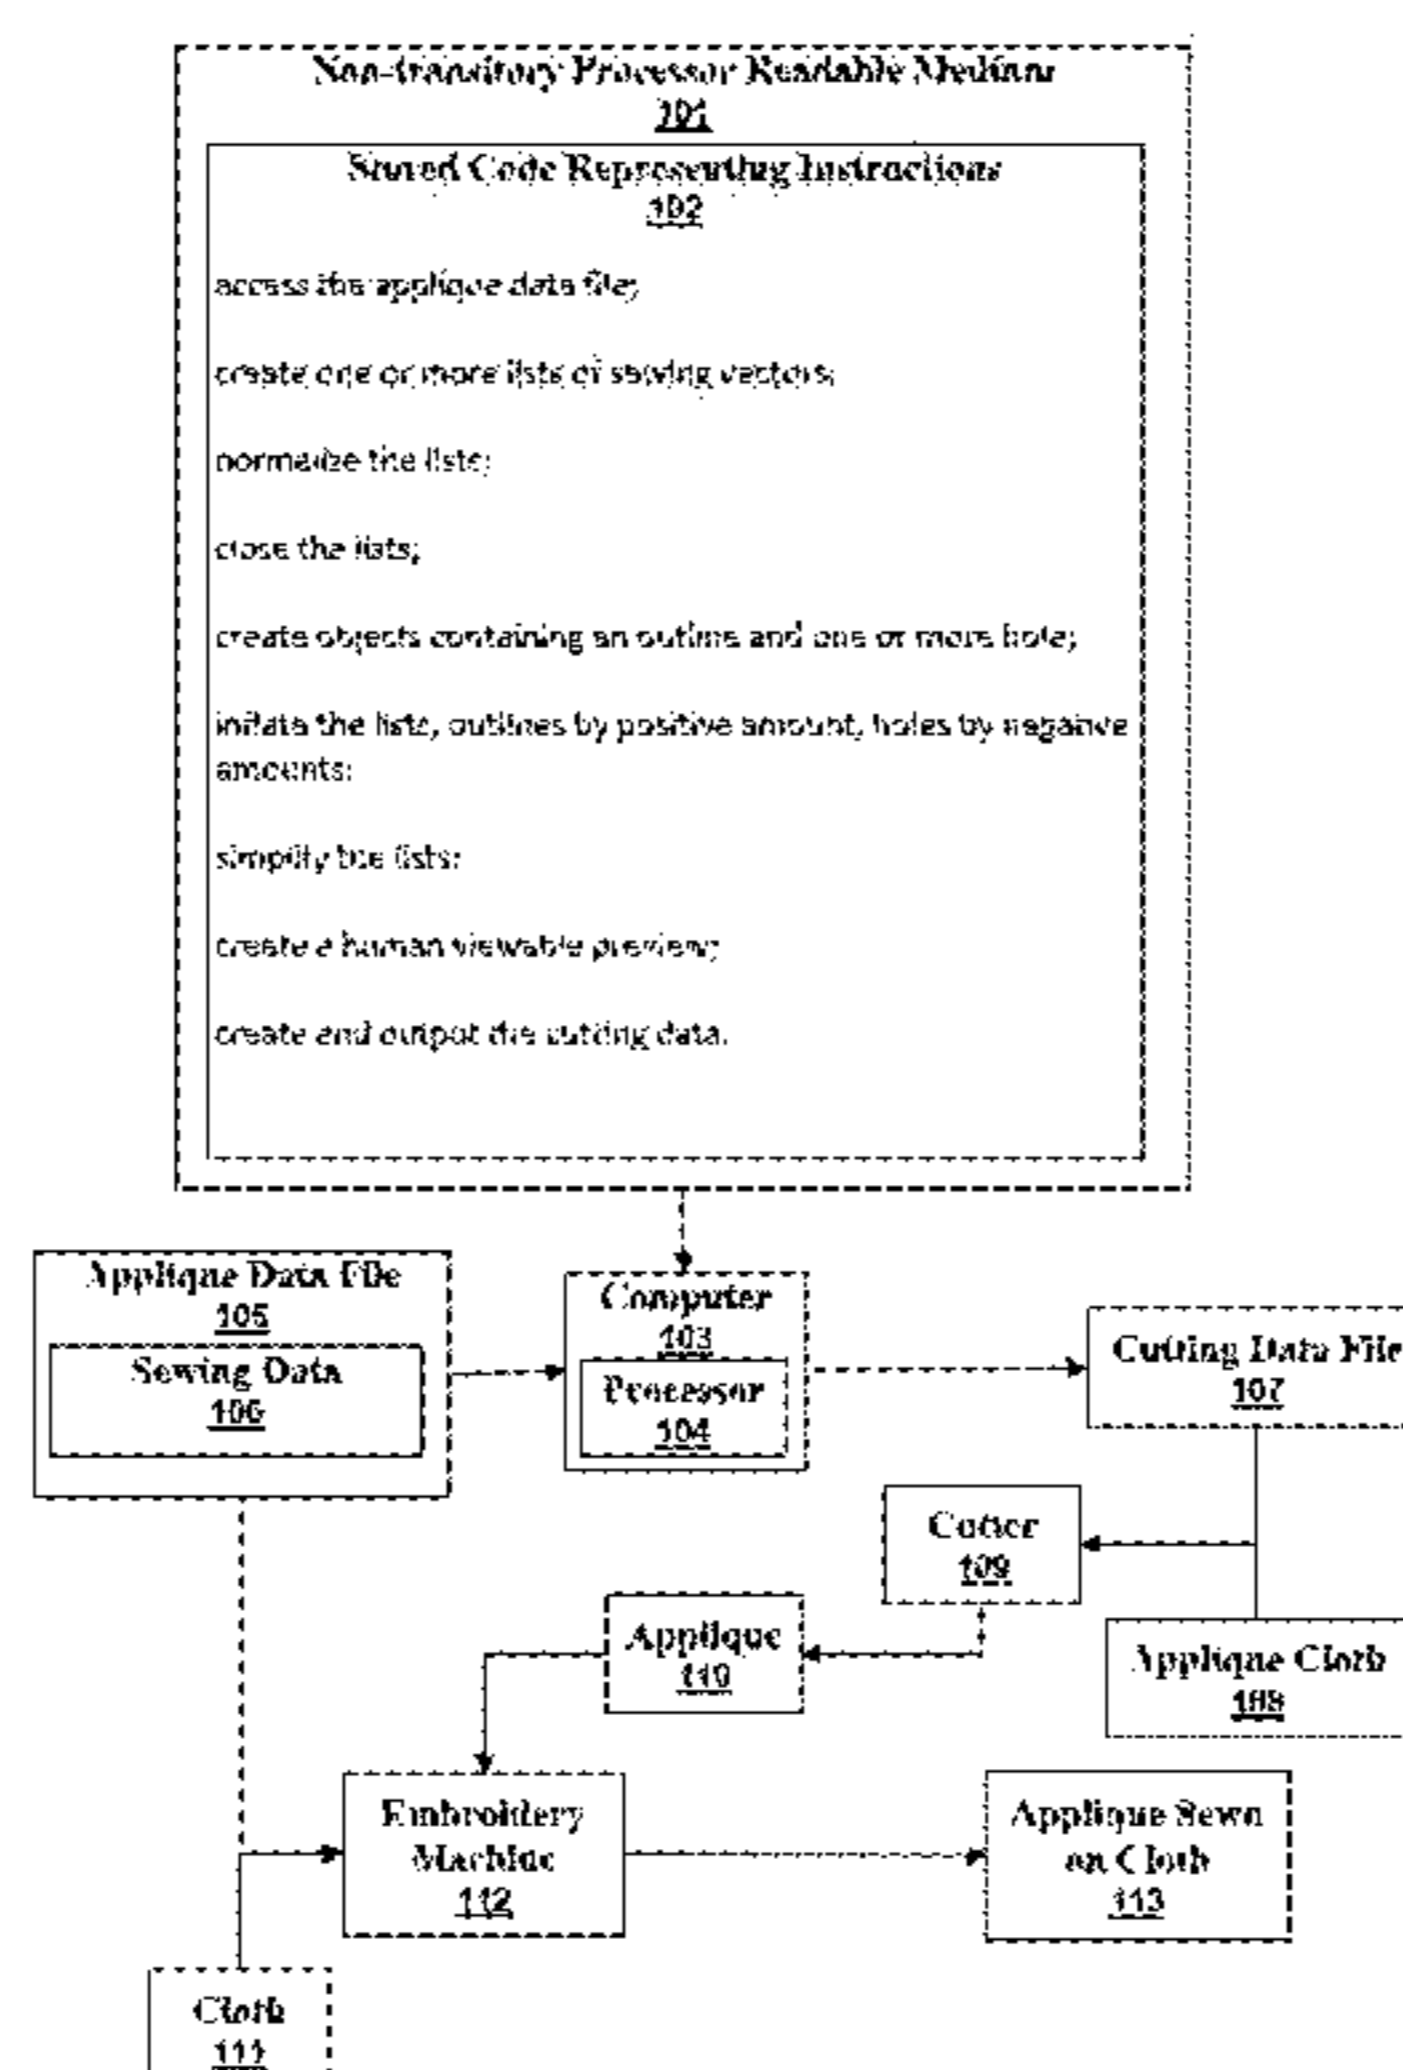 Non-transitory Processor Readable Medium
101
Stored Code Representing Instructions
102
access the applique data file;
create one or more lists of sewing vectors;
normalize the lists;
close the lists;
create objects containing an outline and one or more hole;
inflate the lists, outlines by positive amount, holes by negative
amounts;
simplify the lists;
create a human viewable preview;
create and output the cutting data.
Applique Data File
105
Sewing Data
106
Computer
103
Processor
104
Cutting Data File
107
Cutter
109
Applique
110
Applique Cloth
108
Embroidery
Machine
112
Applique Sewn
on Cloth
113
Cloth
111